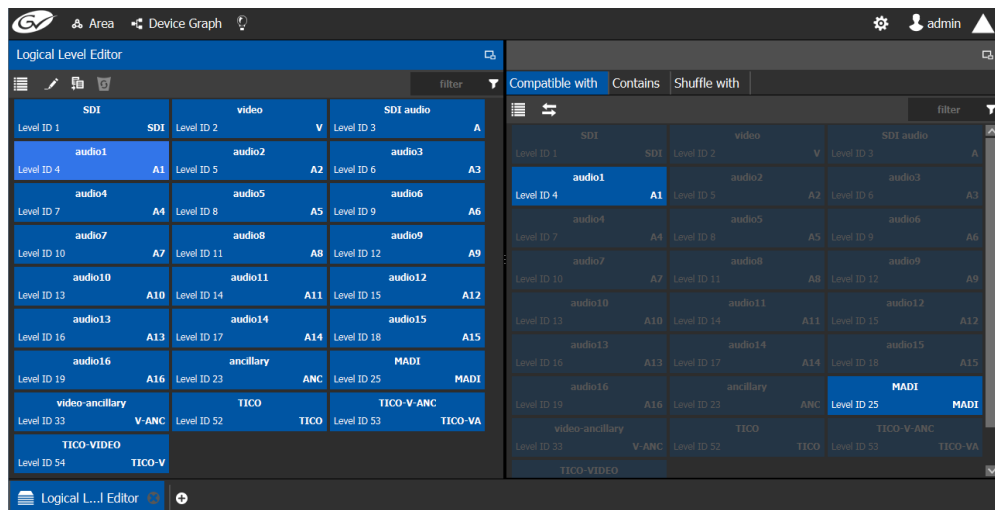 GV Area Device Graph admin
Logical Level Editor
filter
SDI video SDI audio
Level ID 1 SDI Level ID 2 V Level ID 3 A
audio1 audio2 audio3
Level ID 4 A1 Level ID 5 A2 Level ID 6 A3
audio4 audio5 audio6
Level ID 7 A4 Level ID 8 A5 Level ID 9 A6
audio7 audio8 audio9
Level ID 10 A7 Level ID 11 A8 Level ID 12 A9
audio10 audio11 audio12
Level ID 13 A10 Level ID 14 A11 Level ID 15 A12
audio13 audio14 audio15
Level ID 16 A13 Level ID 17 A14 Level ID 18 A15
audio16 ancillary MADI
Level ID 19 A16 Level ID 23 ANC Level ID 25 MADI
video-ancillary TICO TICO-V-ANC
Level ID 33 V-ANC Level ID 52 TICO Level ID 53 TICO-VA
TICO-VIDEO
Level ID 54 TICO-V
Compatible with Contains Shuffle with
filter
SDI video SDI audio
Level ID 1 SDI Level ID 2 V Level ID 3 A
audio1 audio2 audio3
Level ID 4 A1 Level ID 5 A2 Level ID 6 A3
audio4 audio5 audio6
Level ID 7 A4 Level ID 8 A5 Level ID 9 A6
audio7 audio8 audio9
Level ID 10 A7 Level ID 11 A8 Level ID 12 A9
audio10 audio11 audio12
Level ID 13 A10 Level ID 14 A11 Level ID 15 A12
audio13 audio14 audio15
Level ID 16 A13 Level ID 17 A14 Level ID 18 A15
audio16 ancillary MADI
Level ID 19 A16 Level ID 23 ANC Level ID 25 MADI
video-ancillary TICO TICO-V-ANC
Level ID 33 V-ANC Level ID 52 TICO Level ID 53 TICO-VA
TICO-VIDEO
Logical L...l Editor